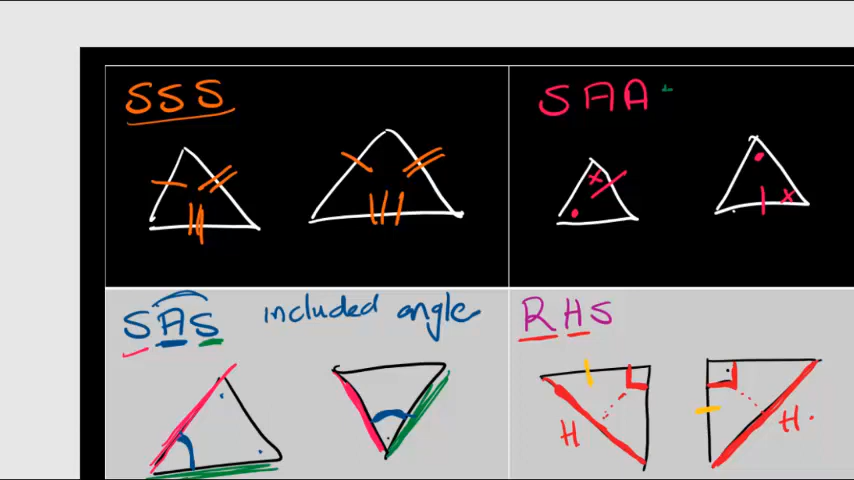 SSS
SAA
SAS included angle
RHS
H
H.